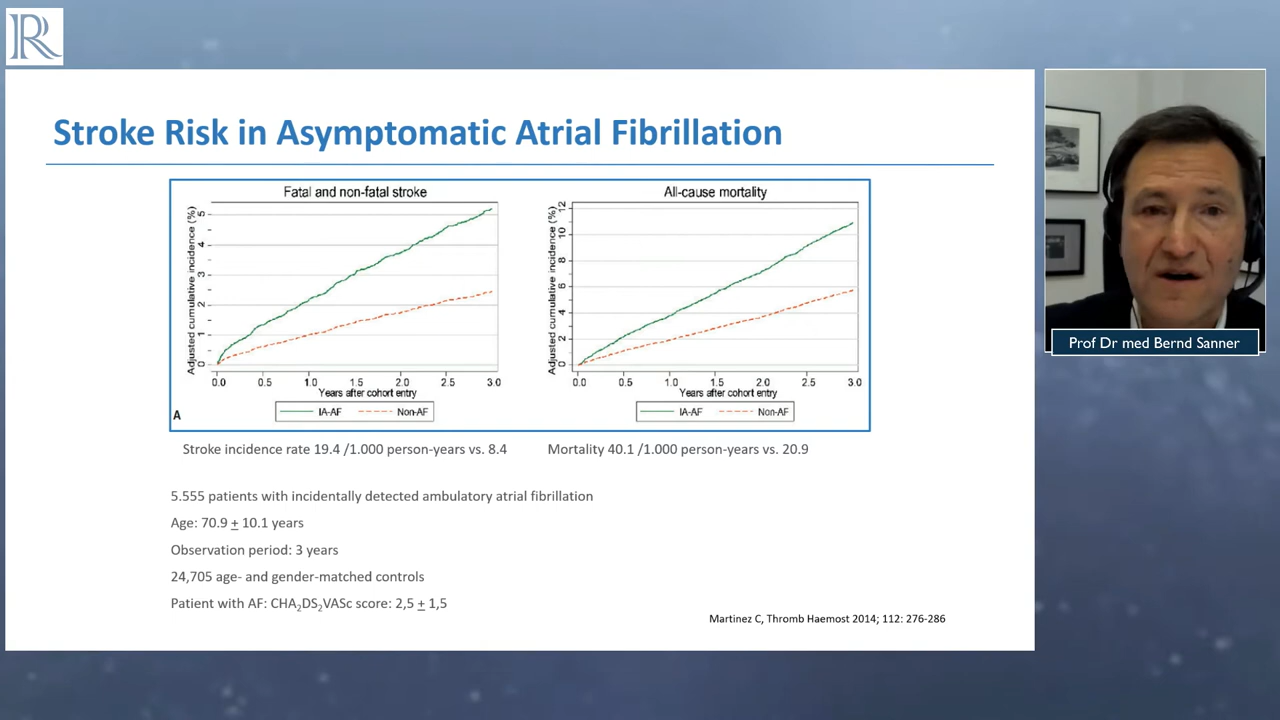 R
Stroke Risk in Asymptomatic Atrial Fibrillation
Fatal and non-fatal stroke
Adjusted cumulative incidence (%)
5
4
3
2
1
0
0.0 0.5 1.0 1.5 2.0 2.5 3.0
Years after cohort entry
IA-AF Non-AF
A
All-cause mortality
Adjusted cumulative incidence (%)
12
10
8
6
4
2
0
0.0 0.5 1.0 1.5 2.0 2.5 3.0
Years after cohort entry
IA-AF Non-AF
Stroke incidence rate 19.4 /1.000 person-years vs. 8.4
Mortality 40.1 /1.000 person-years vs. 20.9
5.555 patients with incidentally detected ambulatory atrial fibrillation
Age: 70.9 ± 10.1 years
Observation period: 3 years
24,705 age- and gender-matched controls
Patient with AF: CHA₂DS₂VASc score: 2,5 ± 1,5
Martinez C, Thromb Haemost 2014; 112: 276-286
Prof Dr med Bernd Sanner